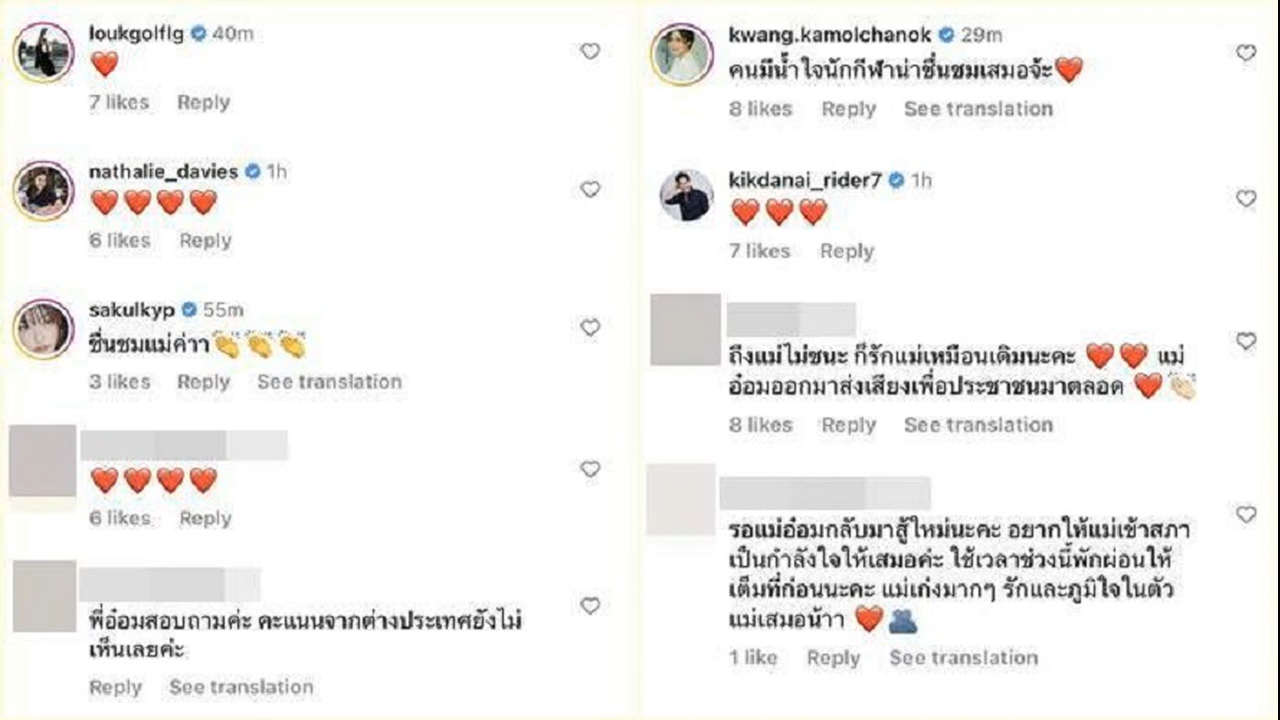 loukgolflg 40m
❤️
7 likes Reply
nathalie_davies 1h
❤️❤️❤️❤️
6 likes Reply
sakulkyp 55m
ชื่นชมแม่ค่าา👏👏👏
3 likes Reply See translation
❤️❤️❤️❤️
6 likes Reply
พี่อ๋อมสอบถามค่ะ คะแนนจากต่างประเทศยังไม่
เห็นเลยค่ะ
Reply See translation
kwang.kamolchanok 29m
คนมีน้ำใจนักกีฬาน่าชื่นชมเสมอจ้ะ❤️
8 likes Reply See translation
kikdanai_rider7 1h
❤️❤️❤️
7 likes Reply
ถึงแม่ไม่ชนะ ก็รักแม่เหมือนเดิมนะคะ ❤️❤️ แม่
อ๋อมออกมาส่งเสียงเพื่อประชาชนมาตลอด ❤️👏🏻
8 likes Reply See translation
รอแม่อ๋อมกลับมาสู้ใหม่นะคะ อยากให้แม่เข้าสภา
เป็นกำลังใจให้เสมอค่ะ ใช้เวลาช่วงนี้พักผ่อนให้
เต็มที่ก่อนนะคะ แม่เก่งมากๆ รักและภูมิใจในตัว
แม่เสมอน้าา ❤️🫂
1 like Reply See translation